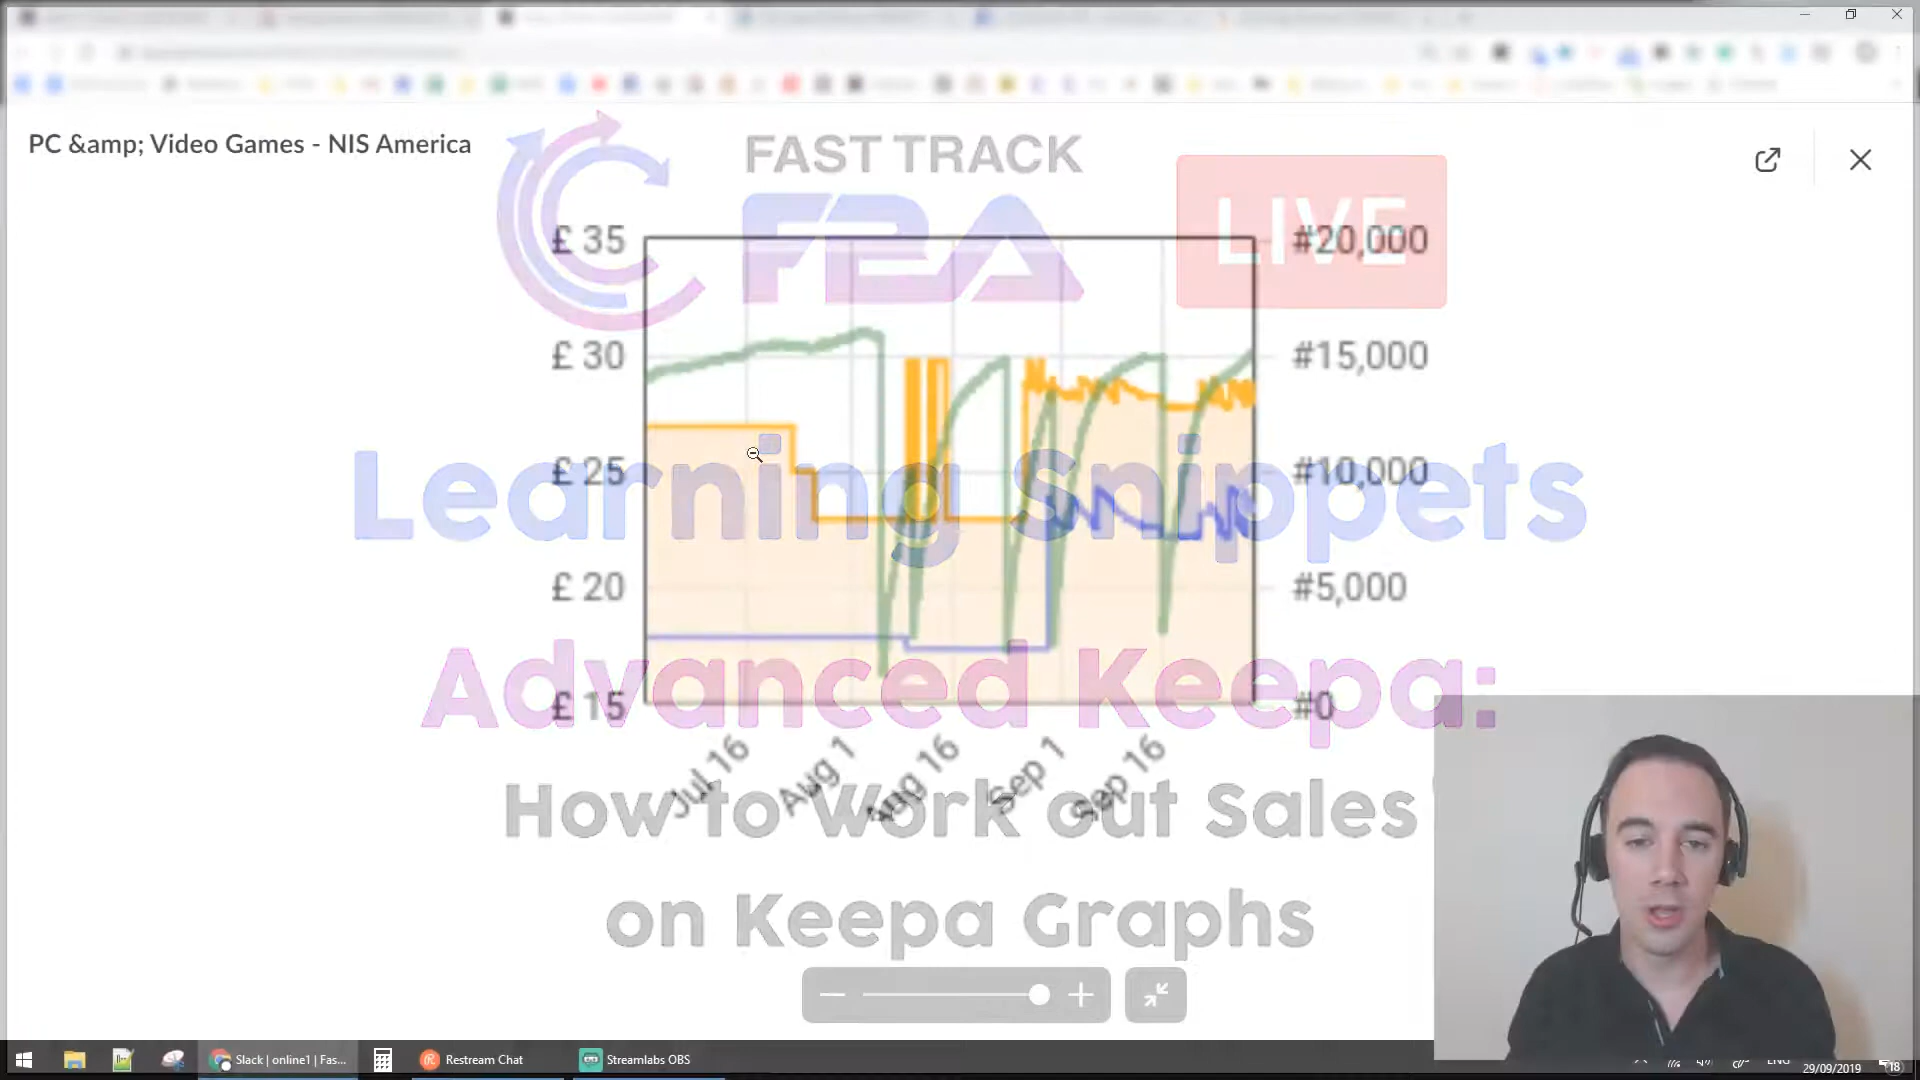 PC &amp; Video Games - NIS America
FAST TRACK
FBA
LIVE
£ 35
#20,000
£ 30
#15,000
£ 25
#10,000
£ 20
#5,000
£ 15
#0
Learning Snippets
Advanced Keepa:
Jul 16
Aug 1
Aug 16
Sep 1
Sep 16
How to Work out Sales
on Keepa Graphs
Slack | online1 | Fas...
Restream Chat
Streamlabs OBS
ENG
29/09/2019
18